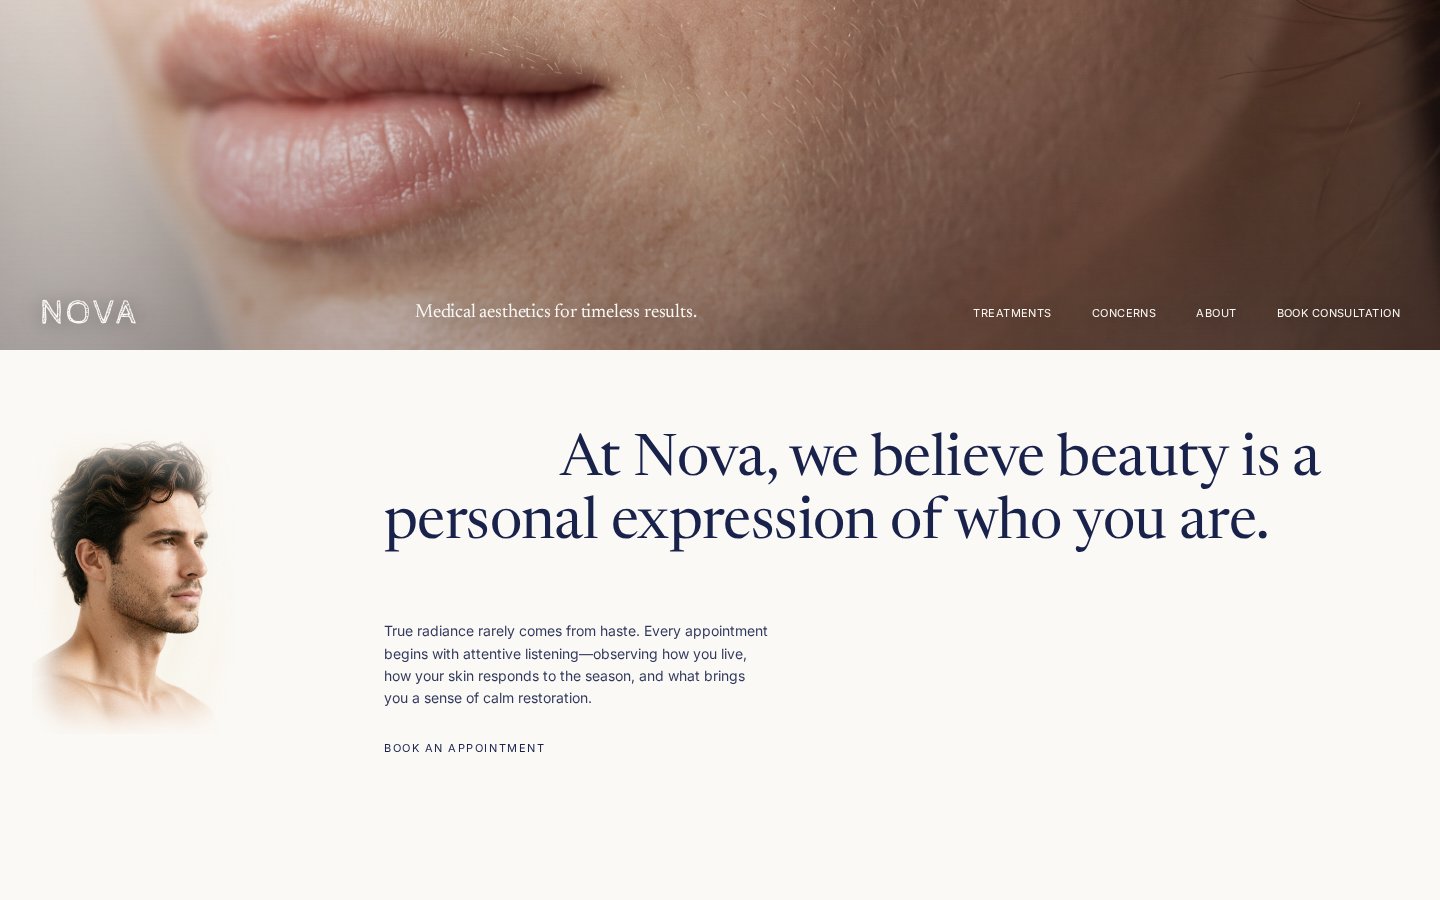 NOVA
Medical aesthetics for timeless results.
TREATMENTS
CONCERNS
ABOUT
BOOK CONSULTATION
At Nova, we believe beauty is a
personal expression of who you are.
True radiance rarely comes from haste. Every appointment
begins with attentive listening—observing how you live,
how your skin responds to the season, and what brings
you a sense of calm restoration.
BOOK AN APPOINTMENT